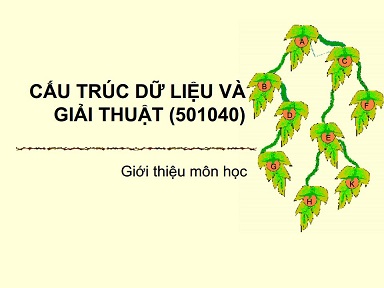 CẤU TRÚC DỮ LIỆU VÀ
GIẢI THUẬT (501040)
Giới thiệu môn học
A
C
B
F
D
E
G
K
H